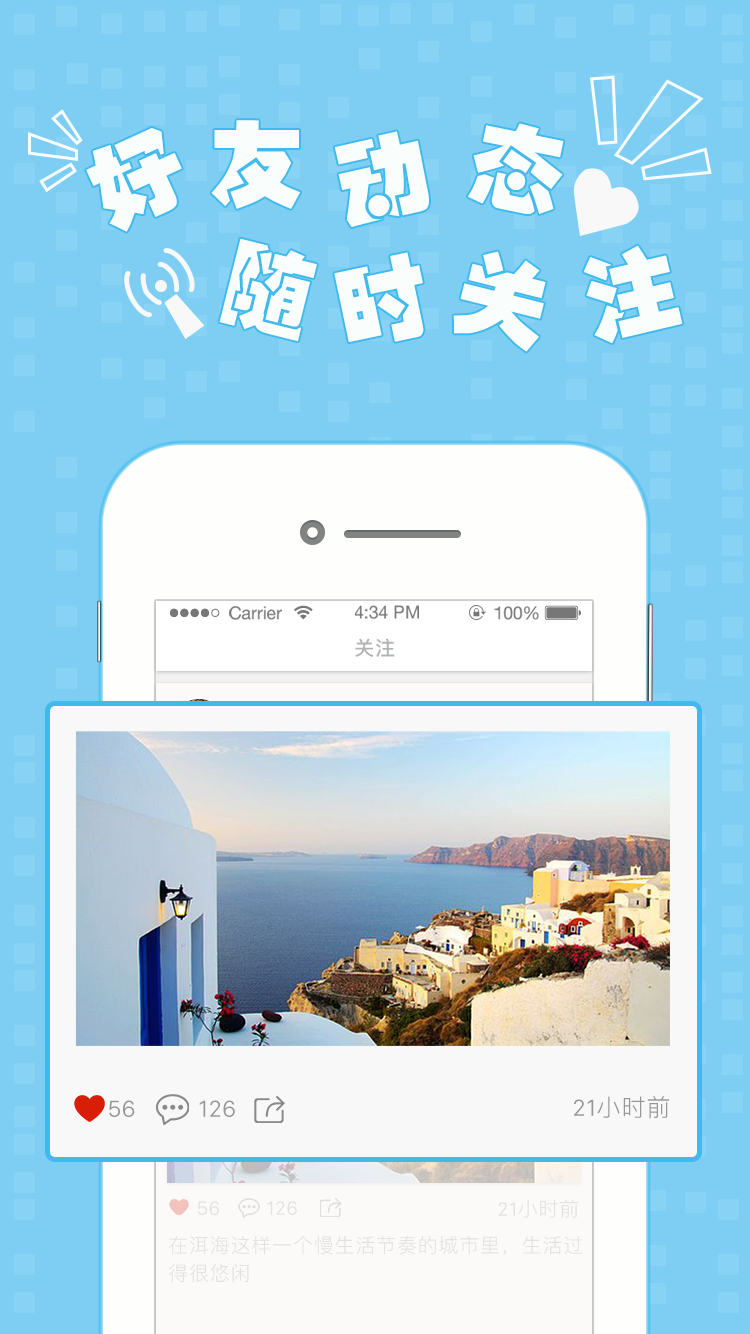 好友动态
随时关注
Carrier 4:34 PM 100%
关注
56 126 21小时前
56 126 21小时前
在洱海这样一个慢生活节奏的城市里，生活过
得很悠闲